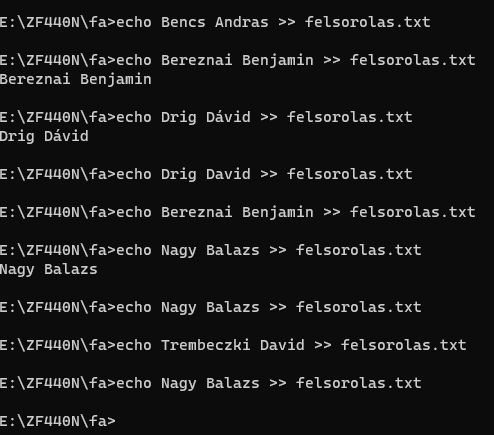 E:\ZF440N\fa>echo Bencs Andras >> felsorolas.txt
E:\ZF440N\fa>echo Bereznai Benjamin >> felsorolas.txt
Bereznai Benjamin
E:\ZF440N\fa>echo Drig Dávid >> felsorolas.txt
Drig Dávid
E:\ZF440N\fa>echo Drig David >> felsorolas.txt
E:\ZF440N\fa>echo Bereznai Benjamin >> felsorolas.txt
E:\ZF440N\fa>echo Nagy Balazs >> felsorolas.txt
Nagy Balazs
E:\ZF440N\fa>echo Nagy Balazs >> felsorolas.txt
E:\ZF440N\fa>echo Trembeczki David >> felsorolas.txt
E:\ZF440N\fa>echo Nagy Balazs >> felsorolas.txt
E:\ZF440N\fa>